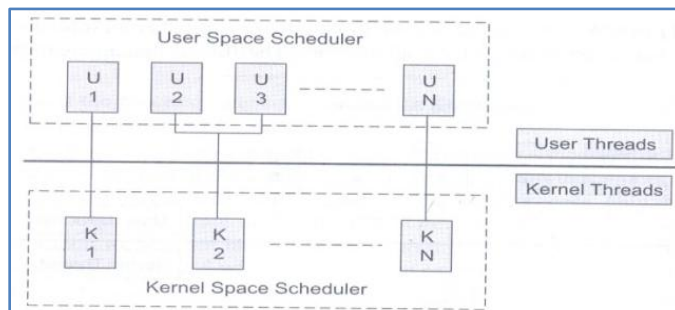 User Space Scheduler
U 1
U 2
U 3
U N
User Threads
Kernel Threads
K 1
K 2
K N
Kernel Space Scheduler